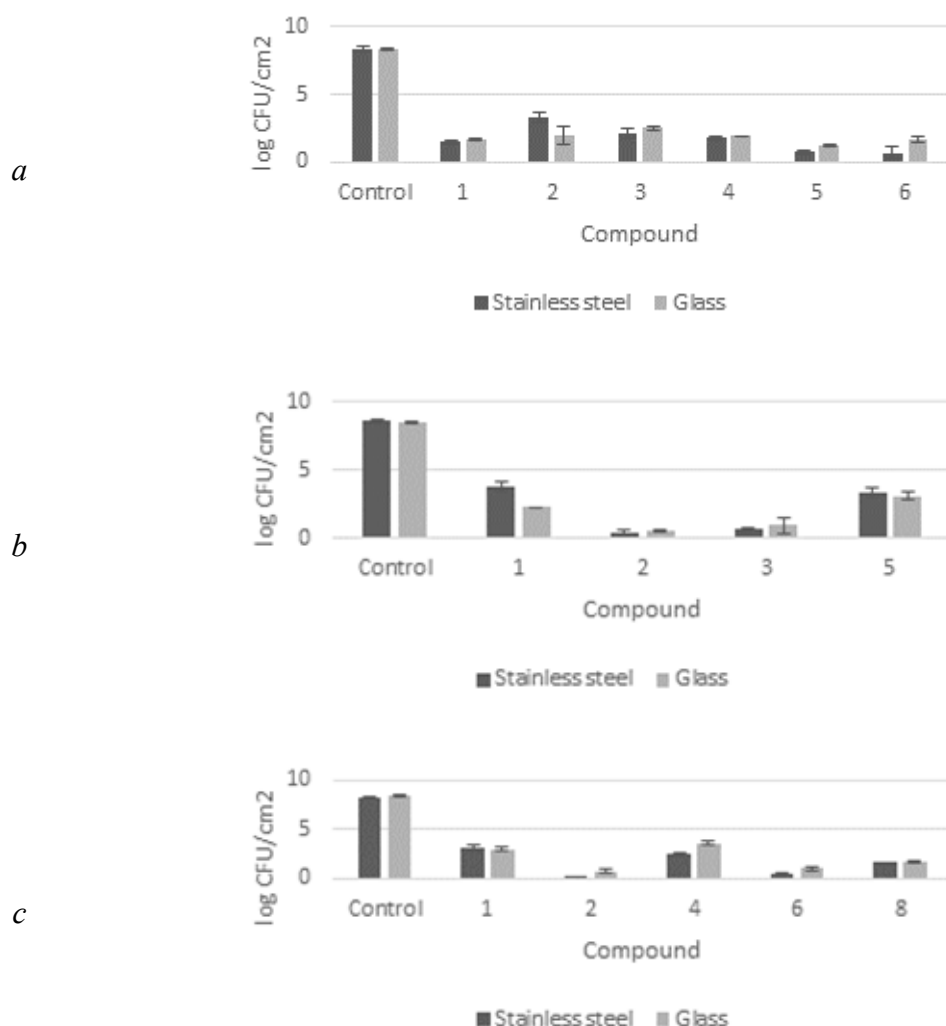 a
log CFU/cm2
10
5
0
Control 1 2 3 4 5 6
Compound
Stainless steel Glass
b
log CFU/cm2
10
5
0
Control 1 2 3 5
Compound
Stainless steel Glass
c
log CFU/cm2
10
5
0
Control 1 2 4 6 8
Compound
Stainless steel Glass